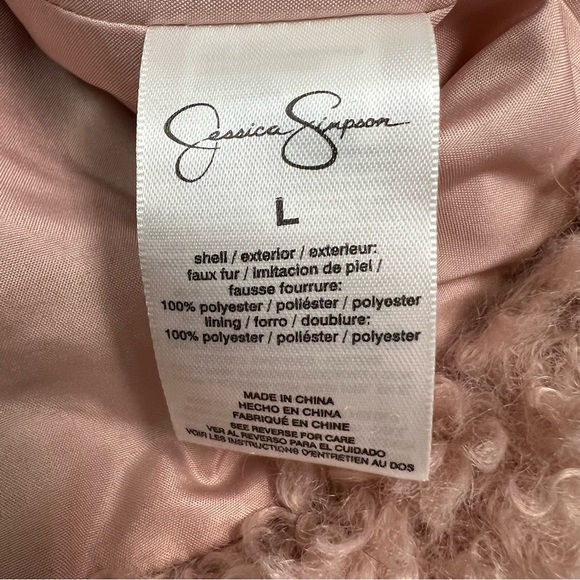 Jessica Simpson
L
shell / exterior / exterieur:
faux fur / imitacion de piel /
fausse fourrure:
100% polyester / poliéster / polyester
lining / forro / doublure:
100% polyester / poliéster / polyester
MADE IN CHINA
HECHO EN CHINA
FABRIQUÉ EN CHINE
SEE REVERSE FOR CARE
VER AL REVERSO PARA EL CUIDADO
VOIR LES INSTRUCTIONS D'ENTRETIEN AU DOS